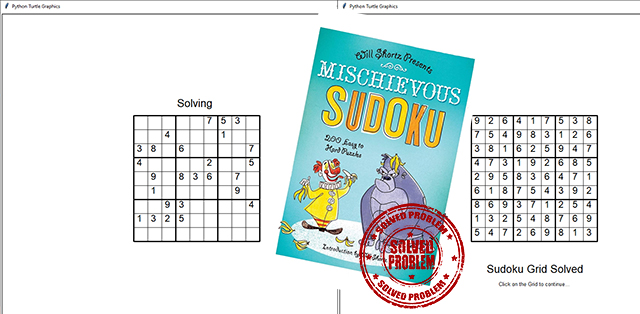 Python Turtle Graphics
Solving
7 5 3
4 1
3 8 6 7
4 2 5
9 8 3 6 7
1 9
9 3 4
1 3 2 5
Will Shortz Presents
MISCHIEVOUS
SUDOKU
200 Easy to
Hard Puzzles
Introduction by
SOLVED PROBLEM
SOLVED
PROBLEM
SOLVED PROBLEM
Python Turtle Graphics
9 2 6 4 1 7 5 3 8
7 5 4 9 8 3 1 2 6
3 8 1 6 2 5 9 4 7
4 7 3 1 9 2 6 8 5
2 9 5 8 3 6 4 7 1
6 1 8 7 5 4 3 9 2
8 6 9 3 7 1 2 5 4
1 3 2 5 4 8 7 6 9
5 4 7 2 6 9 8 1 3
Sudoku Grid Solved
Click on the Grid to continue...